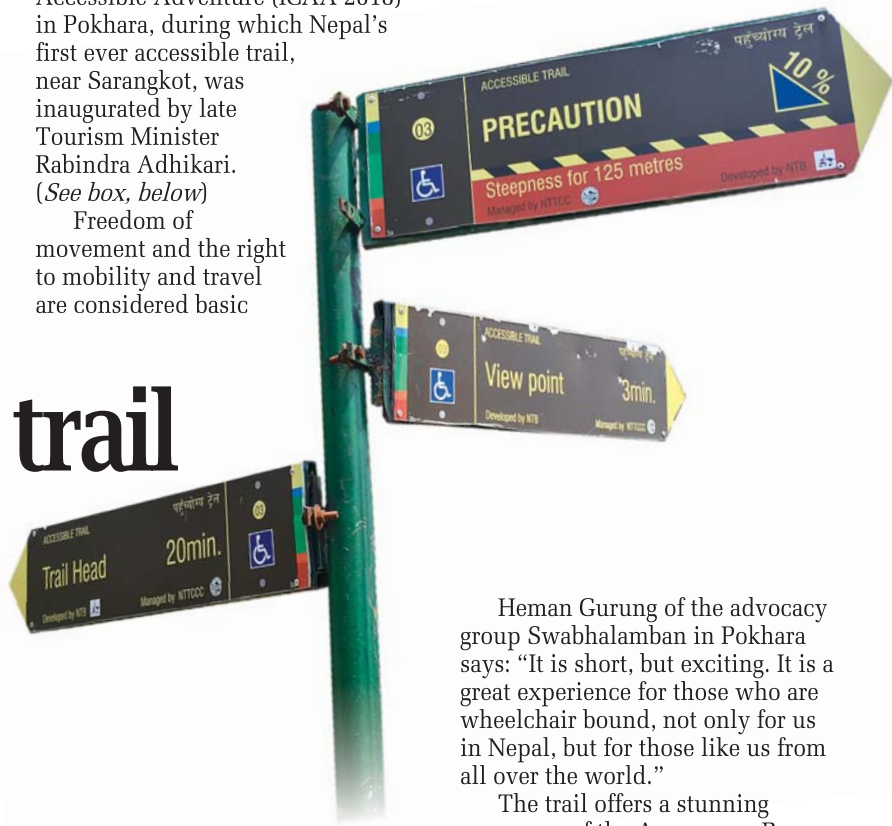 in Pokhara, during which Nepal’s
first ever accessible trail,
near Sarangkot, was
inaugurated by late
Tourism Minister
Rabindra Adhikari.
(See box, below)
Freedom of
movement and the right
to mobility and travel
are considered basic
trail
पहुँच्योग्य ट्रेल
ACCESSIBLE TRAIL
10 %
03
PRECAUTION
Steepness for 125 metres
Managed by NTTCC
Developed by NTB
ACCESSIBLE TRAIL
पहुँच्योग्य ट्रेल
03
View point
3min.
Developed by NTB
Managed by NTTCCC
पहुँच्योग्य ट्रेल
ACCESSIBLE TRAIL
03
20min.
Trail Head
Managed by NTTCCC
Developed by NTB
Heman Gurung of the advocacy
group Swabhalamban in Pokhara
says: “It is short, but exciting. It is a
great experience for those who are
wheelchair bound, not only for us
in Nepal, but for those like us from
all over the world.”
The trail offers a stunning